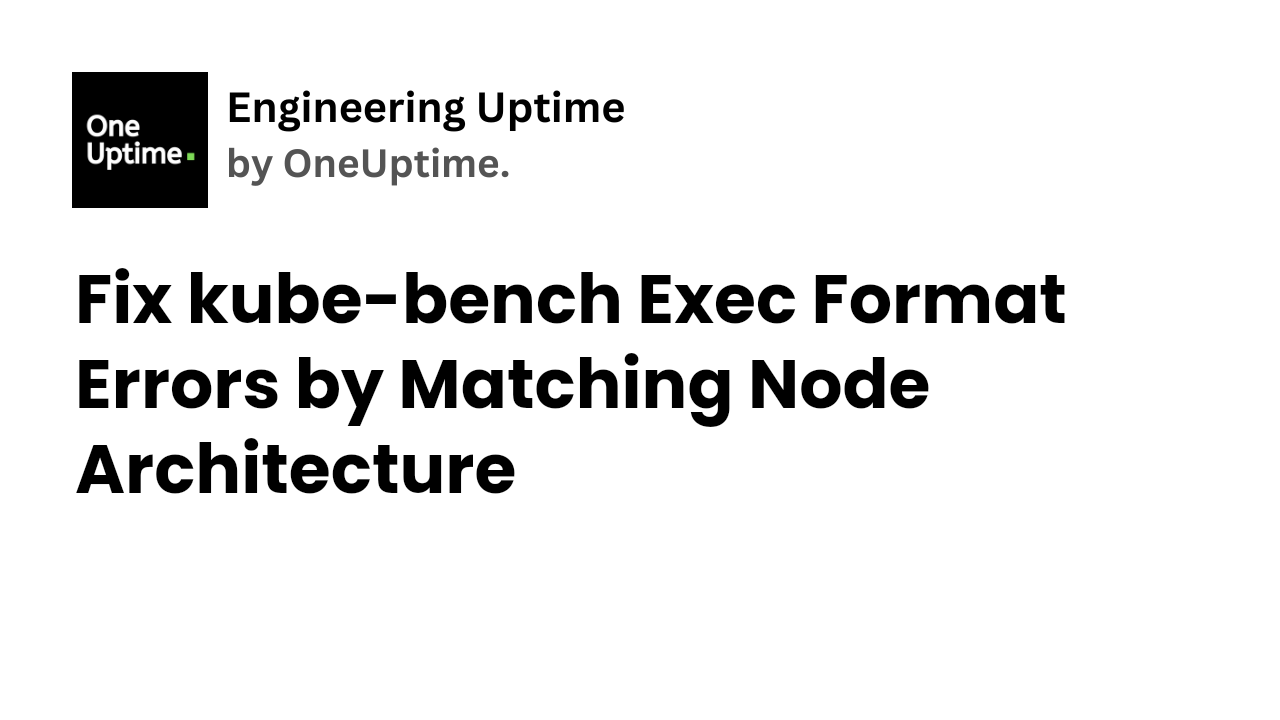 One
Uptime.
Engineering Uptime
by OneUptime.
Fix kube-bench Exec Format
Errors by Matching Node
Architecture